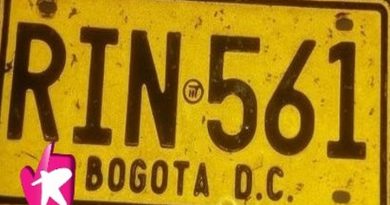 RIN 561
BOGOTA D.C.
K